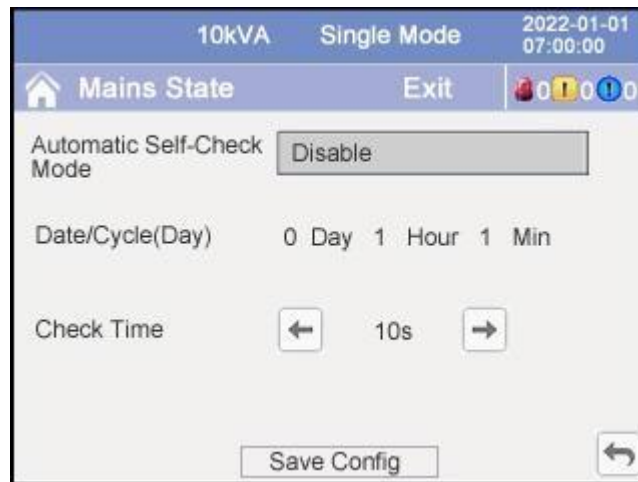 10kVA Single Mode 2022-01-01
07:00:00
Mains State Exit 0 ! 0 ! 0
Automatic Self-Check
Mode
Disable
Date/Cycle(Day) 0 Day 1 Hour 1 Min
Check Time 10s
Save Config